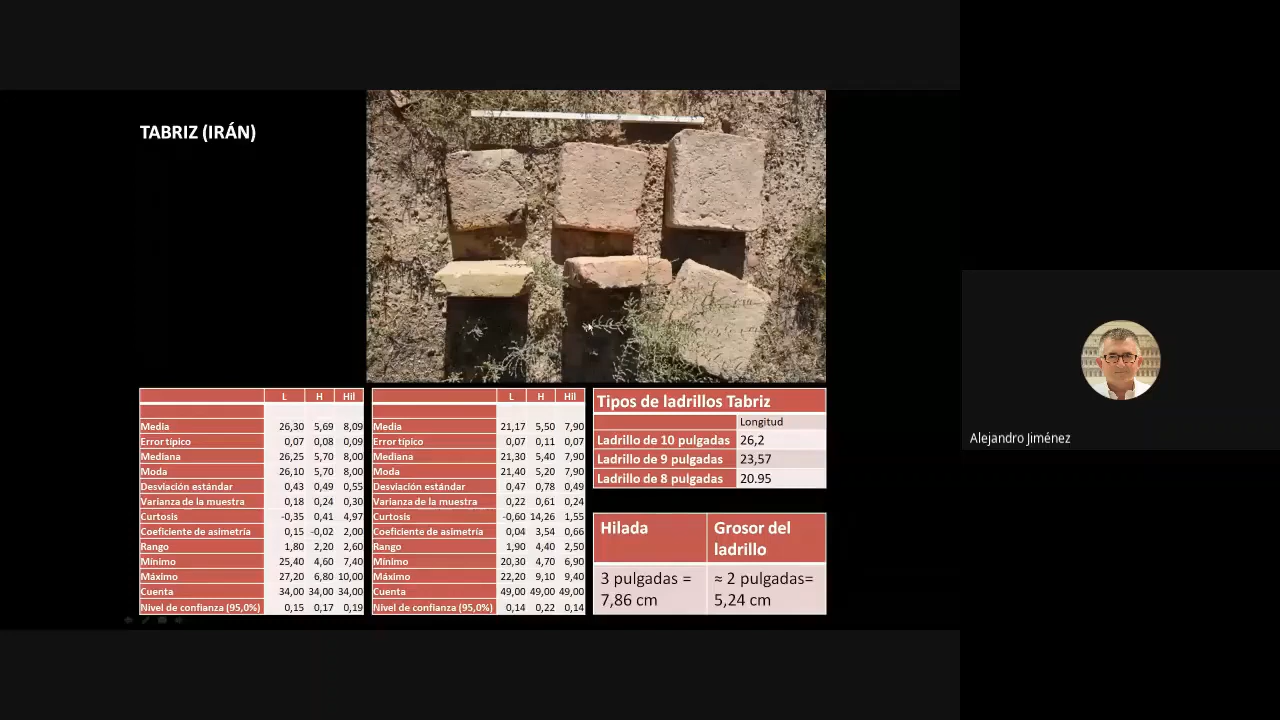 TABRIZ (IRÁN)
L H Hil
Media 26,30 5,69 8,09
Error típico 0,07 0,08 0,09
Mediana 26,25 5,70 8,00
Moda 26,10 5,70 8,00
Desviación estándar 0,43 0,49 0,55
Varianza de la muestra 0,18 0,24 0,30
Curtosis -0,35 0,41 4,97
Coeficiente de asimetría 0,15 -0,02 2,00
Rango 1,80 2,20 2,60
Mínimo 25,40 4,60 7,40
Máximo 27,20 6,80 10,00
Cuenta 34,00 34,00 34,00
Nivel de confianza (95,0%) 0,15 0,17 0,19
L H Hil
Media 21,17 5,50 7,90
Error típico 0,07 0,11 0,07
Mediana 21,30 5,40 7,90
Moda 21,40 5,20 7,90
Desviación estándar 0,47 0,78 0,49
Varianza de la muestra 0,22 0,61 0,24
Curtosis -0,60 14,26 1,55
Coeficiente de asimetría 0,04 3,54 0,66
Rango 1,90 4,40 2,50
Mínimo 20,30 4,70 6,90
Máximo 22,20 9,10 9,40
Cuenta 49,00 49,00 49,00
Nivel de confianza (95,0%) 0,14 0,22 0,14
Tipos de ladrillos Tabriz
Longitud
Ladrillo de 10 pulgadas 26,2
Ladrillo de 9 pulgadas 23,57
Ladrillo de 8 pulgadas 20.95
Hilada
Grosor del
ladrillo
3 pulgadas =
7,86 cm
≈ 2 pulgadas=
5,24 cm
Alejandro Jiménez